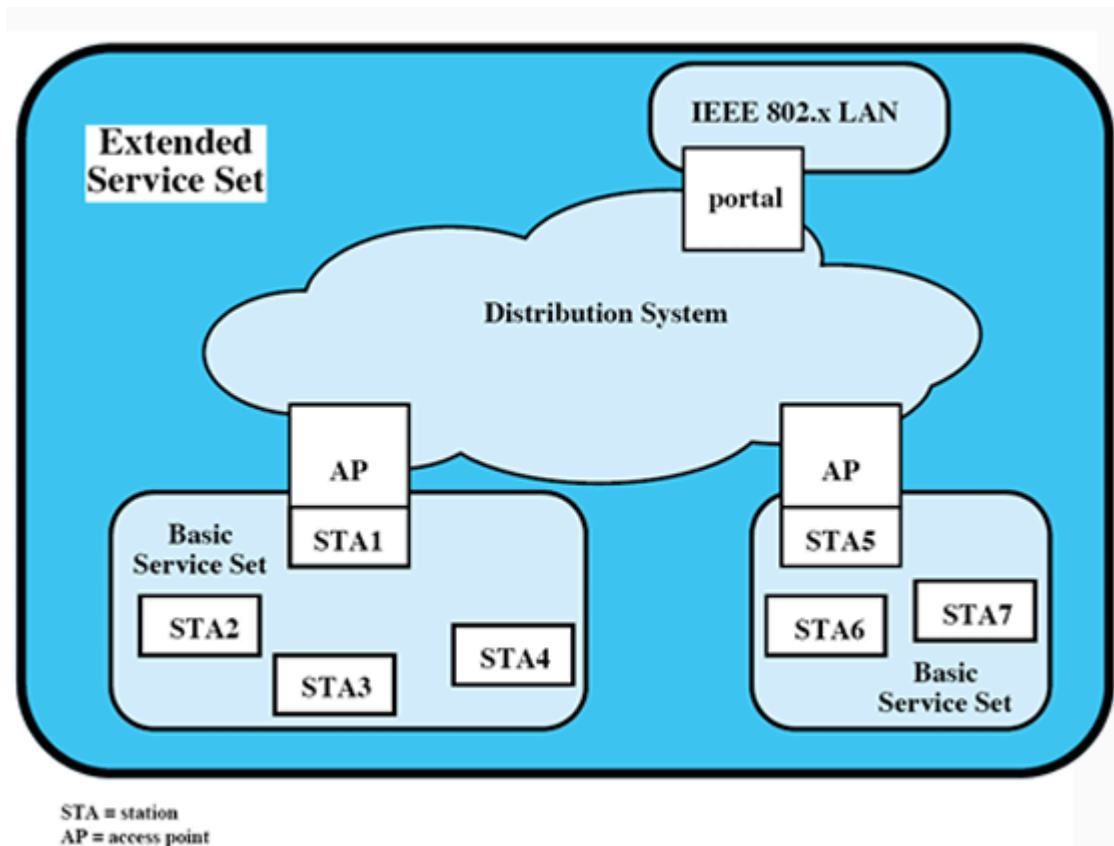 Extended
Service Set
IEEE 802.x LAN
portal
Distribution System
AP
AP
Basic
Service Set
STA1
STA5
STA2
STA3
STA4
STA6
STA7
Basic
Service Set
STA = station
AP = access point